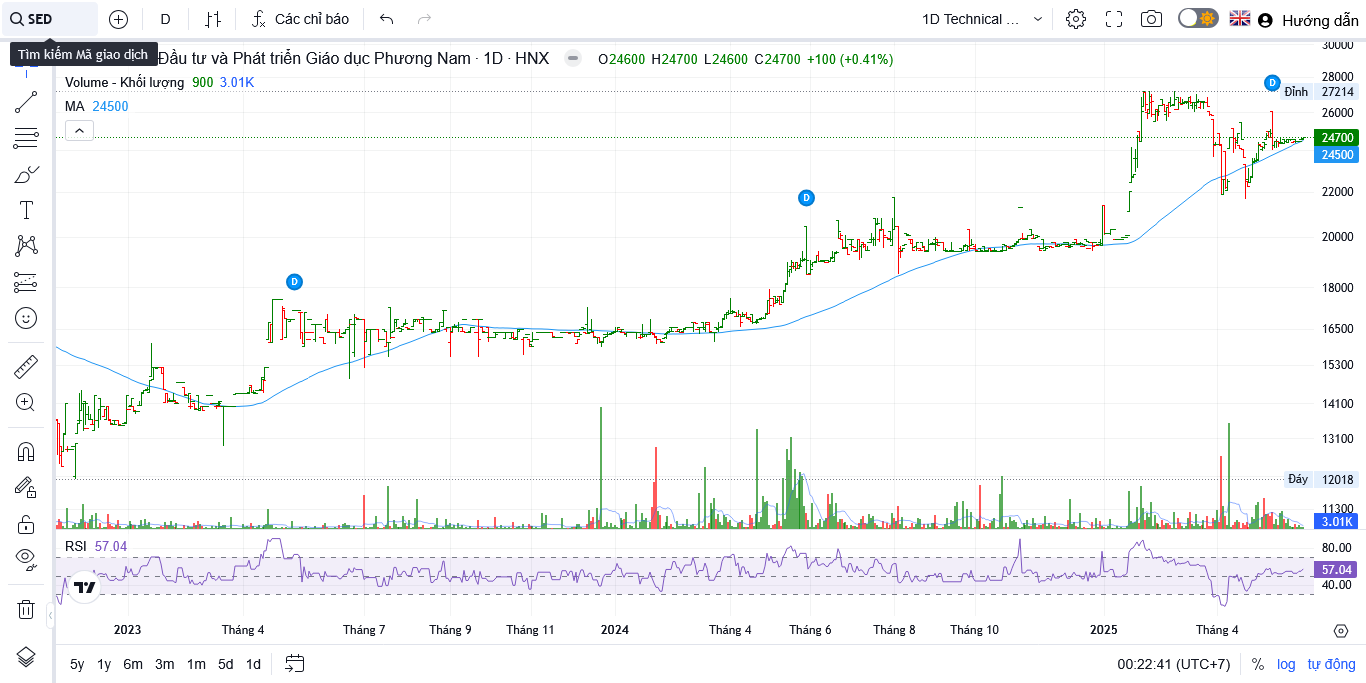 SED
D
Các chỉ báo
1D Technical ...
Hướng dẫn
Tìm kiếm Mã giao dịch
Đầu tư và Phát triển Giáo dục Phương Nam · 1D · HNX
O24600 H24700 L24600 C24700 +100 (+0.41%)
Volume - Khối lượng 900 3.01K
MA 24500
30000
28000
D
Đỉnh 27214
26000
24700
24500
22000
D
20000
D
18000
16500
15300
14100
13100
Đáy 12018
11300
3.01K
RSI 57.04
80.00
57.04
40.00
2023 Tháng 4 Tháng 7 Tháng 9 Tháng 11 2024 Tháng 4 Tháng 6 Tháng 8 Tháng 10 2025 Tháng 4
5y 1y 6m 3m 1m 5d 1d
00:22:41 (UTC+7) % log tự động